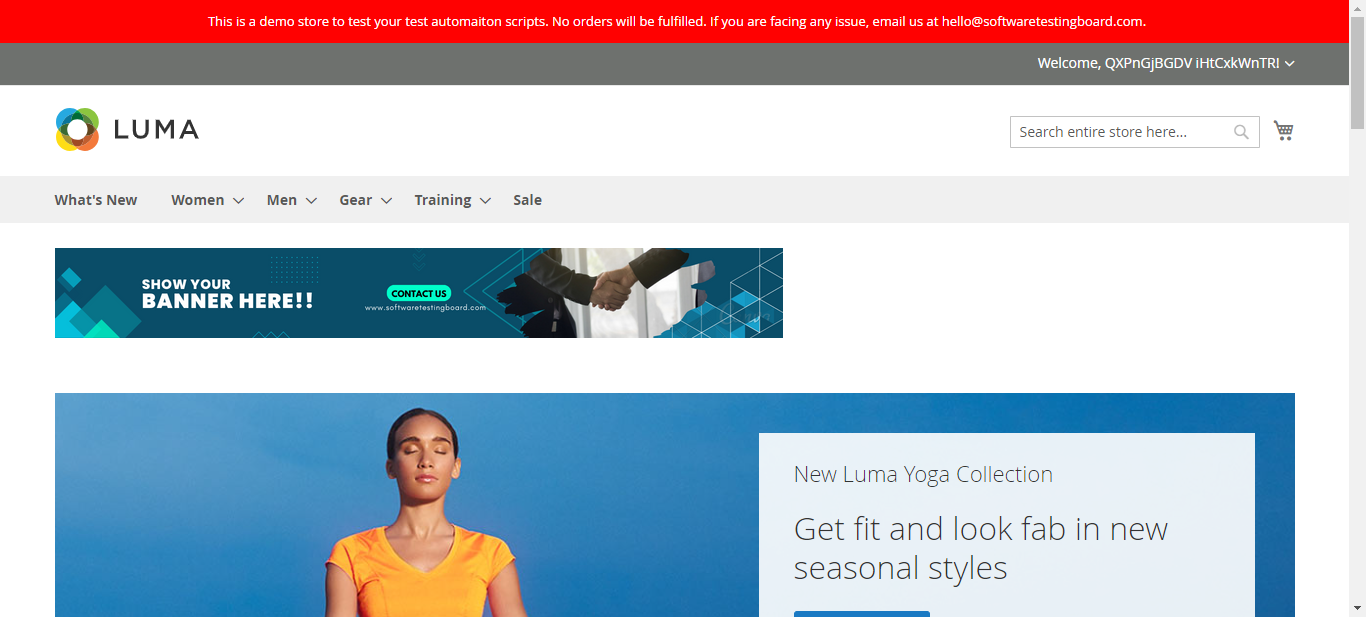 This is a demo store to test your test automaiton scripts. No orders will be fulfilled. If you are facing any issue, email us at hello@softwaretestingboard.com.
Welcome, QXPnGjBGDV iHtCxkWnTR!
LUMA
Search entire store here...
What's New Women Men Gear Training Sale
SHOW YOUR
BANNER HERE!!
CONTACT US
www.softwaretestingboard.com
New Luma Yoga Collection
Get fit and look fab in new
seasonal styles